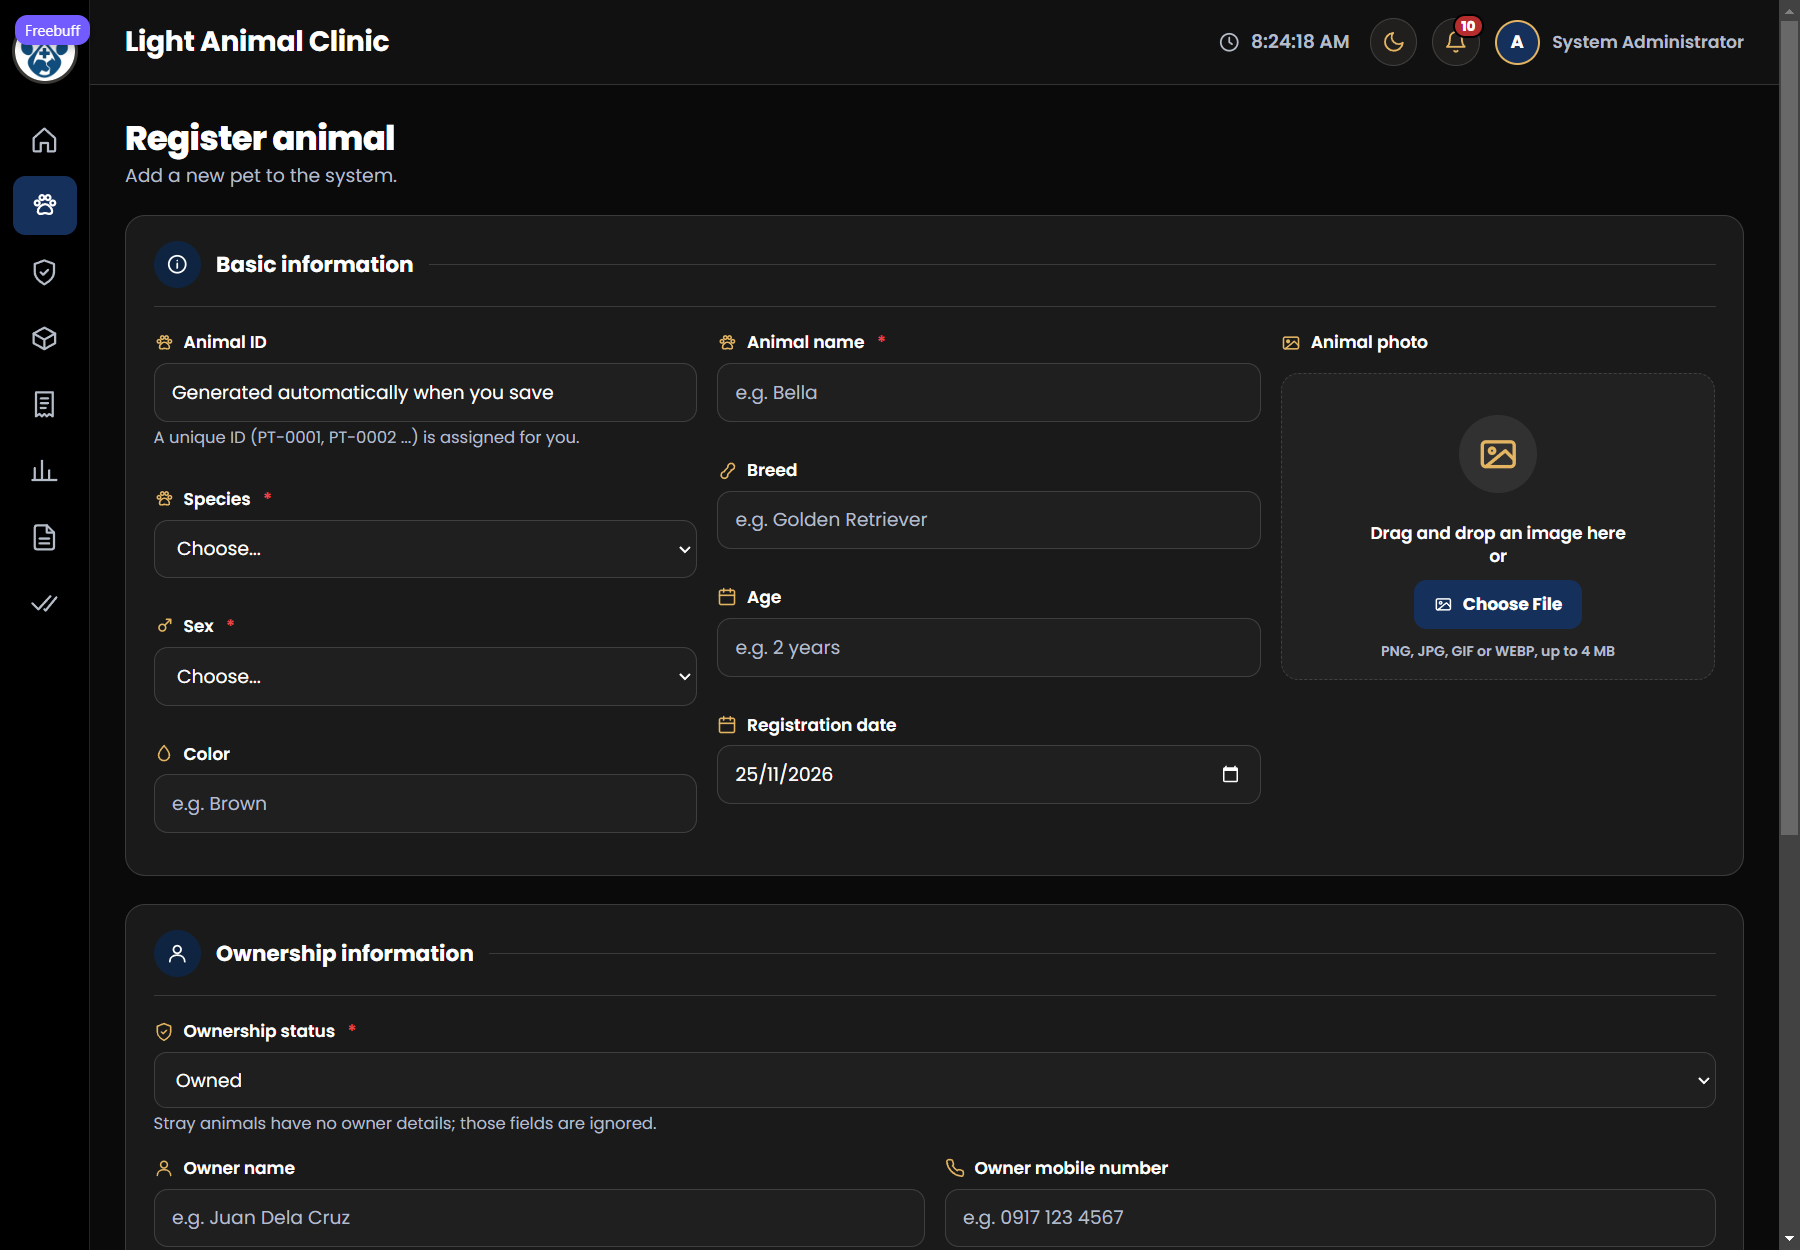 Freebuff
Light Animal Clinic
8:24:18 AM
10
A
System Administrator
Register animal
Add a new pet to the system.
Basic information
Animal ID
Generated automatically when you save
A unique ID (PT-0001, PT-0002 ...) is assigned for you.
Species *
Choose...
Sex *
Choose...
Color
e.g. Brown
Animal name *
e.g. Bella
Breed
e.g. Golden Retriever
Age
e.g. 2 years
Registration date
25/11/2026
Animal photo
Drag and drop an image here
or
Choose File
PNG, JPG, GIF or WEBP, up to 4 MB
Ownership information
Ownership status *
Owned
Stray animals have no owner details; those fields are ignored.
Owner name
e.g. Juan Dela Cruz
Owner mobile number
e.g. 0917 123 4567